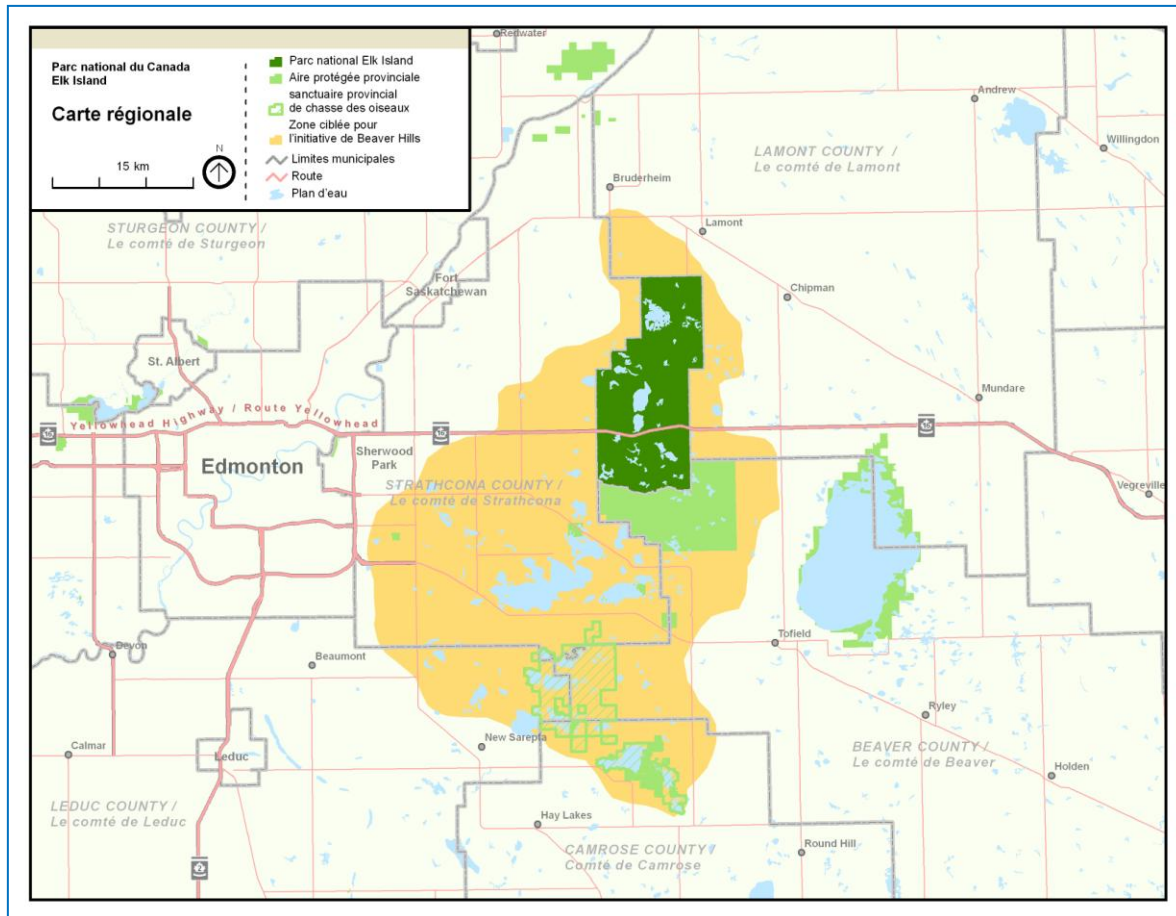 Parc national du Canada
Elk Island
Carte régionale
N
15 km
Parc national Elk Island
Aire protégée provinciale
sanctuaire provincial
de chasse des oiseaux
Zone ciblée pour
l'initiative de Beaver Hills
Limites municipales
Route
Plan d'eau
Redwater
Andrew
Willingdon
LAMONT COUNTY /
Le comté de Lamont
Bruderheim
Lamont
STURGEON COUNTY /
Le comté de Sturgeon
Fort
Saskatchewan
Chipman
St. Albert
Mundare
Yellowhead Highway / Route Yellowhead
16
16
16
Edmonton
Sherwood
Park
STRATHCONA COUNTY /
Le comté de Strathcona
Vegreville
Devon
Beaumont
Tofield
Ryley
New Sarepta
Calmar
Leduc
BEAVER COUNTY /
Le comté de Beaver
Holden
LEDUC COUNTY /
Le comté de Leduc
Hay Lakes
CAMROSE COUNTY /
Comté de Camrose
Round Hill
2